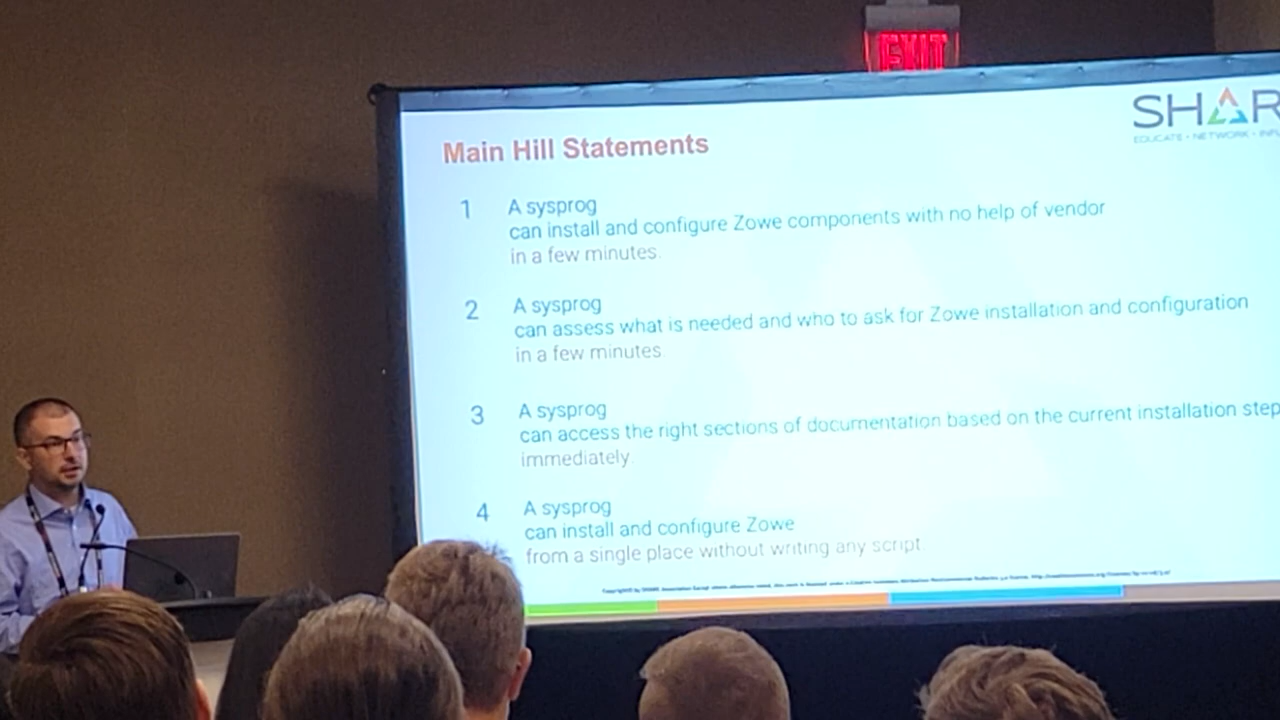 EXIT
SHAR
EDUCATE • NETWORK • INFL
Main Hill Statements
1
A sysprog
can install and configure Zowe components with no help of vendor
in a few minutes.
2
A sysprog
can assess what is needed and who to ask for Zowe installation and configuration
in a few minutes.
3
A sysprog
can access the right sections of documentation based on the current installation step
immediately.
4
A sysprog
can install and configure Zowe
from a single place without writing any script.